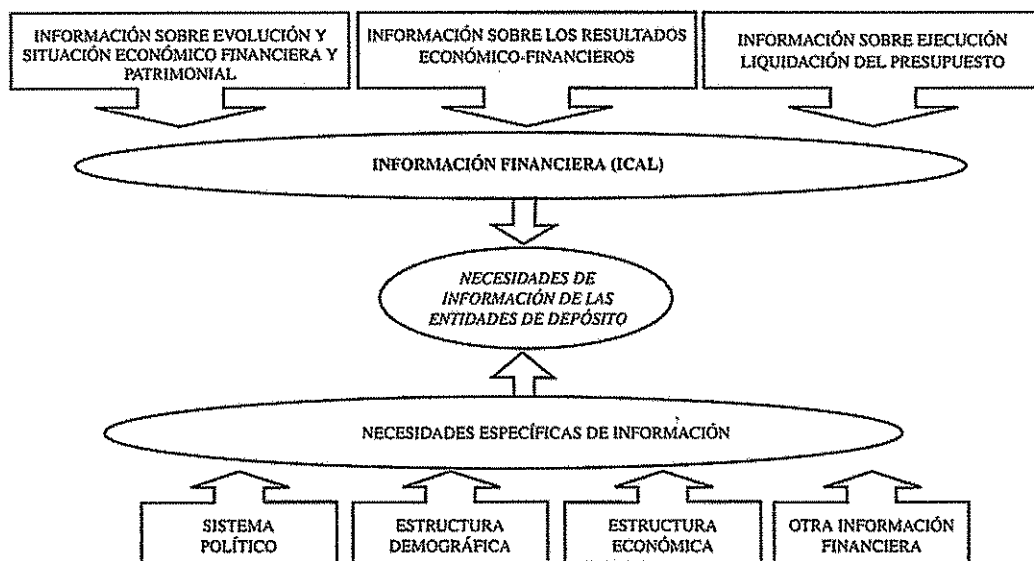 INFORMACIÓN SOBRE EVOLUCIÓN Y
SITUACIÓN ECONÓMICO FINANCIERA Y
PATRIMONIAL
INFORMACIÓN SOBRE LOS RESULTADOS
ECONÓMICO-FINANCIEROS
INFORMACIÓN SOBRE EJECUCIÓN
LIQUIDACIÓN DEL PRESUPUESTO
INFORMACIÓN FINANCIERA (ICAL)
NECESIDADES DE
INFORMACIÓN DE LAS
ENTIDADES DE DEPÓSITO
NECESIDADES ESPECÍFICAS DE INFORMACIÓN
SISTEMA
POLÍTICO
ESTRUCTURA
DEMOGRÁFICA
ESTRUCTURA
ECONÓMICA
OTRA INFORMACIÓN
FINANCIERA